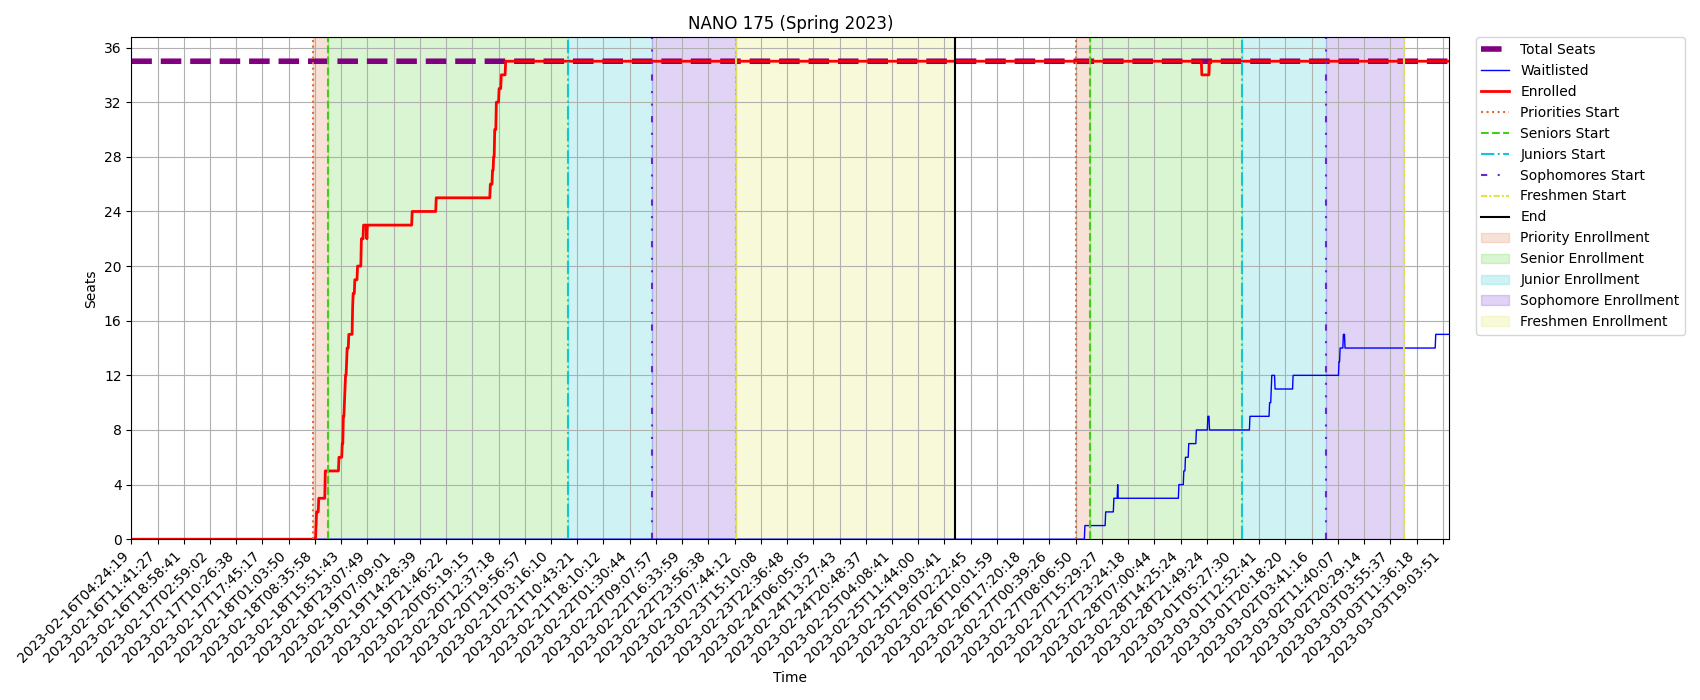 NANO 175 (Spring 2023)
36
32
28
24
20
16
12
8
4
0
Seats
2023-02-16T04:24:19
2023-02-16T11:41:27
2023-02-16T18:58:41
2023-02-17T02:59:02
2023-02-17T10:26:38
2023-02-17T17:45:17
2023-02-18T01:03:50
2023-02-18T08:35:58
2023-02-18T15:51:43
2023-02-18T23:07:49
2023-02-19T07:09:01
2023-02-19T14:28:39
2023-02-19T21:46:22
2023-02-20T05:19:15
2023-02-20T12:37:18
2023-02-20T19:56:57
2023-02-21T03:16:10
2023-02-21T10:43:21
2023-02-21T18:10:12
2023-02-22T01:30:44
2023-02-22T09:07:57
2023-02-22T16:33:59
2023-02-22T23:56:38
2023-02-23T07:44:12
2023-02-23T15:10:08
2023-02-23T22:36:48
2023-02-24T06:05:05
2023-02-24T13:27:43
2023-02-24T20:48:37
2023-02-25T04:08:41
2023-02-25T11:44:00
2023-02-25T19:03:41
2023-02-26T02:22:45
2023-02-26T10:01:59
2023-02-26T17:20:18
2023-02-27T00:39:26
2023-02-27T08:06:50
2023-02-27T15:29:27
2023-02-27T23:24:18
2023-02-28T07:00:44
2023-02-28T14:25:24
2023-02-28T21:49:24
2023-03-01T05:27:30
2023-03-01T12:52:41
2023-03-01T20:18:20
2023-03-02T03:41:16
2023-03-02T11:40:07
2023-03-02T20:29:14
2023-03-03T03:55:37
2023-03-03T11:36:18
2023-03-03T19:03:51
Time
Total Seats
Waitlisted
Enrolled
Priorities Start
Seniors Start
Juniors Start
Sophomores Start
Freshmen Start
End
Priority Enrollment
Senior Enrollment
Junior Enrollment
Sophomore Enrollment
Freshmen Enrollment